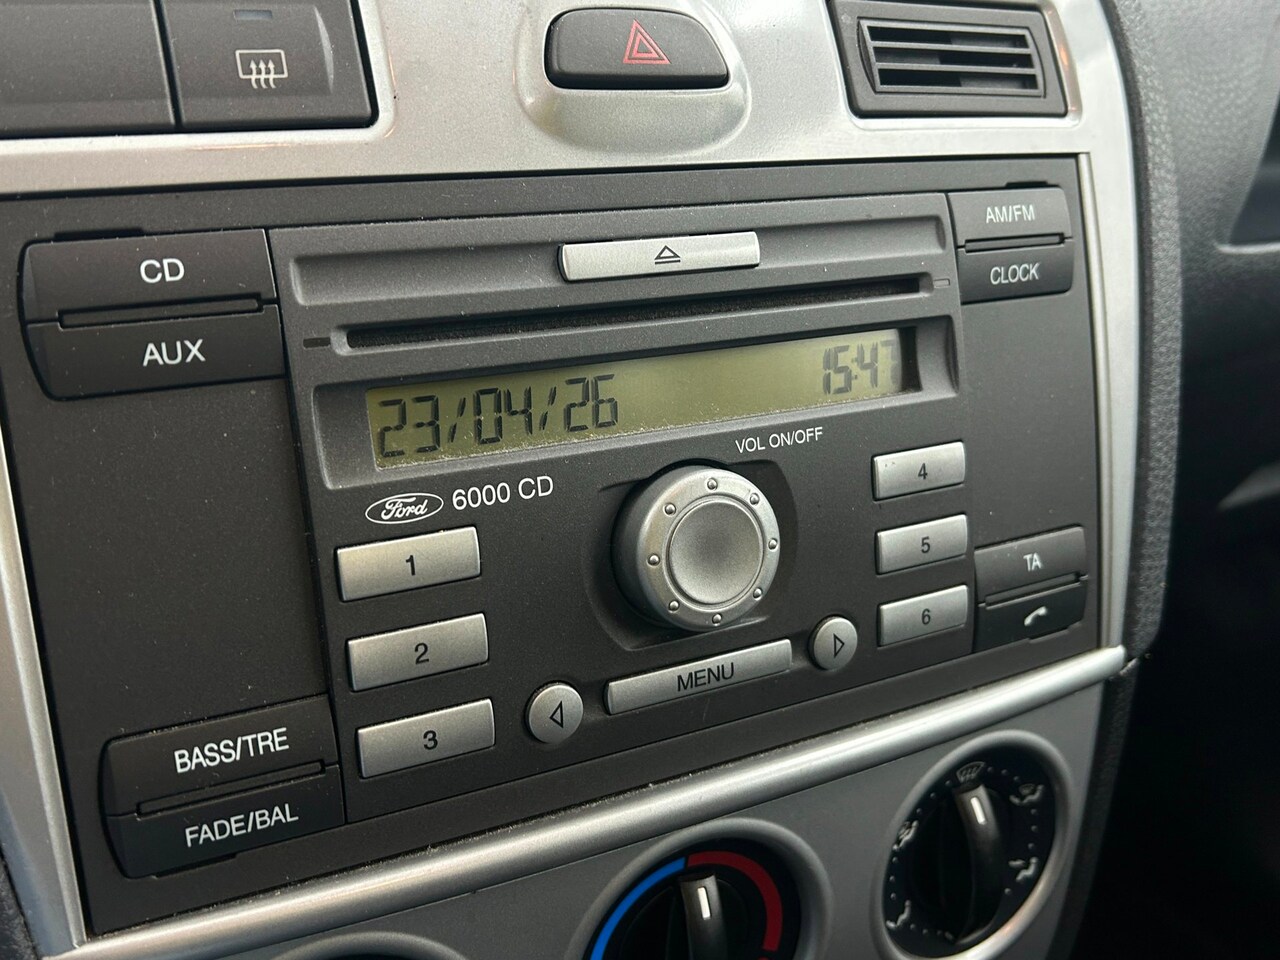 CD
AUX
AM/FM
CLOCK
23/04/26 15:47
VOL ON/OFF
Ford 6000 CD
1
2
3
4
5
6
MENU
TA
BASS/TRE
FADE/BAL